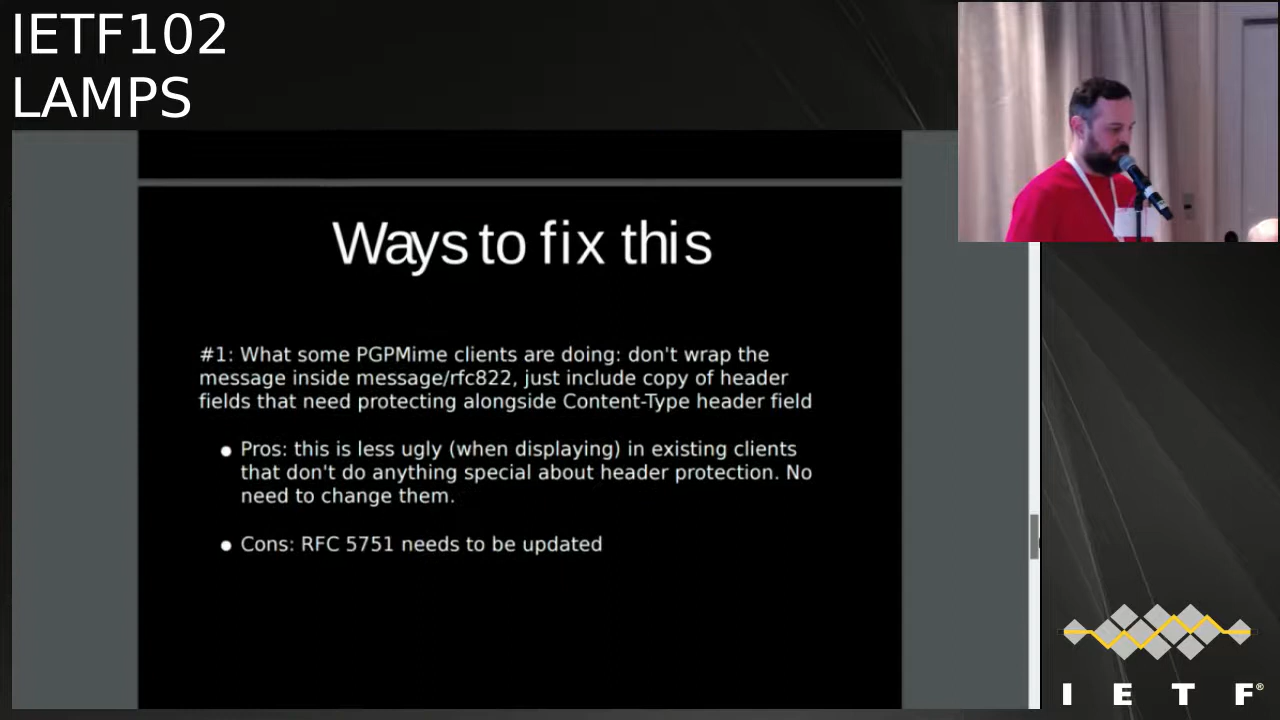 IETF102
LAMPS
Ways to fix this
#1: What some PGPMime clients are doing: don't wrap the
message inside message/rfc822, just include copy of header
fields that need protecting alongside Content-Type header field
● Pros: this is less ugly (when displaying) in existing clients
that don't do anything special about header protection. No
need to change them.
● Cons: RFC 5751 needs to be updated
I E T F®